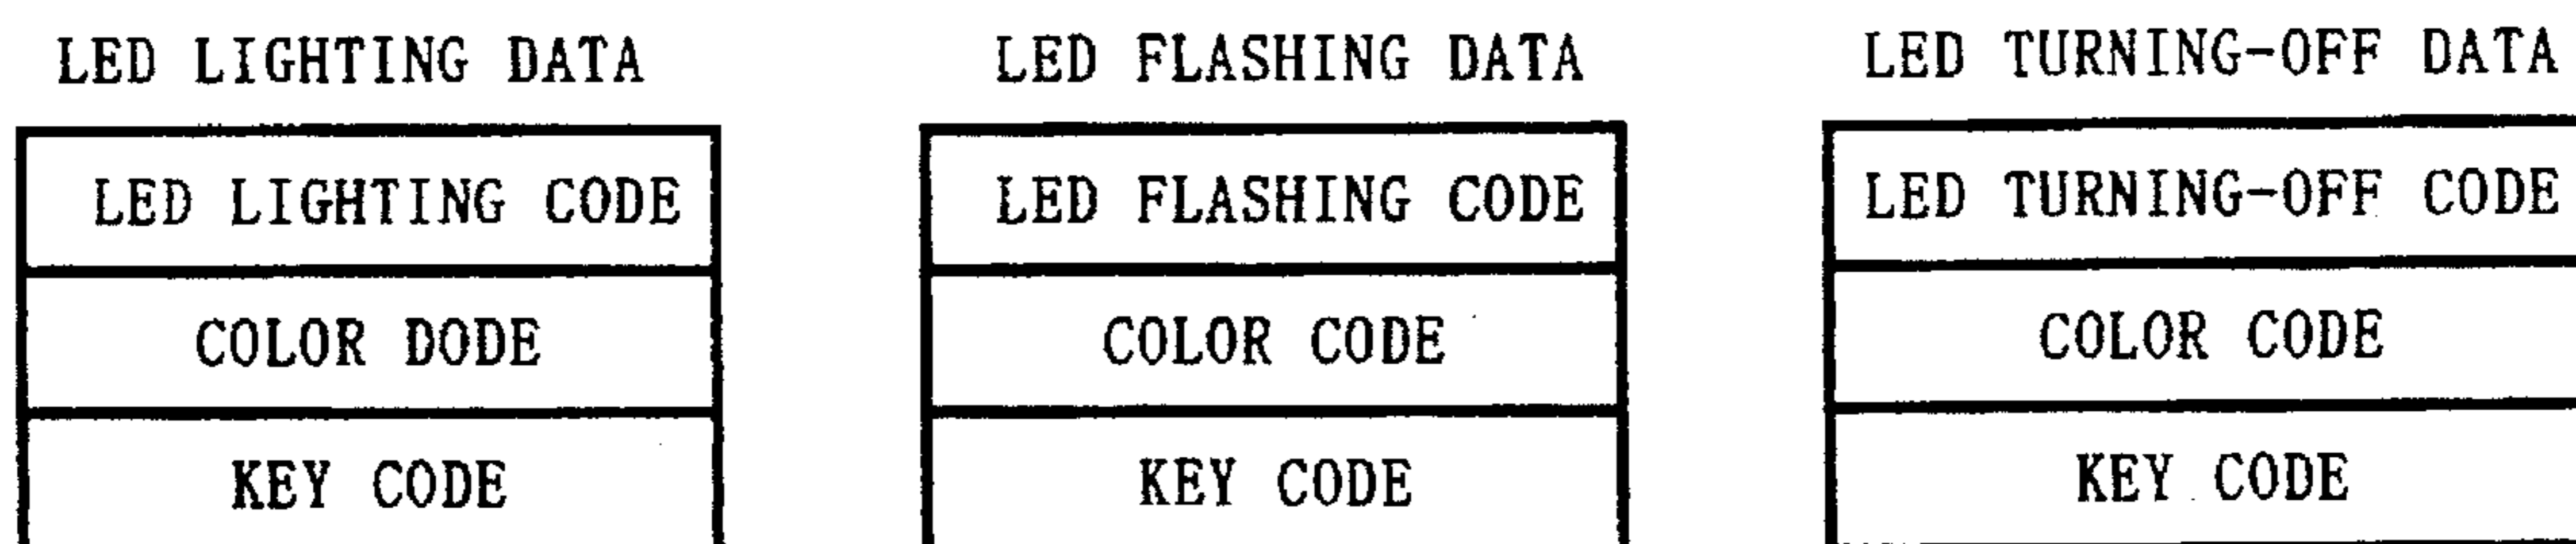 LED LIGHTING DATA
LED LIGHTING CODE
COLOR DODE
KEY CODE
LED FLASHING DATA
LED FLASHING CODE
COLOR CODE
KEY CODE
LED TURNING-OFF DATA
LED TURNING-OFF CODE
COLOR CODE
KEY CODE